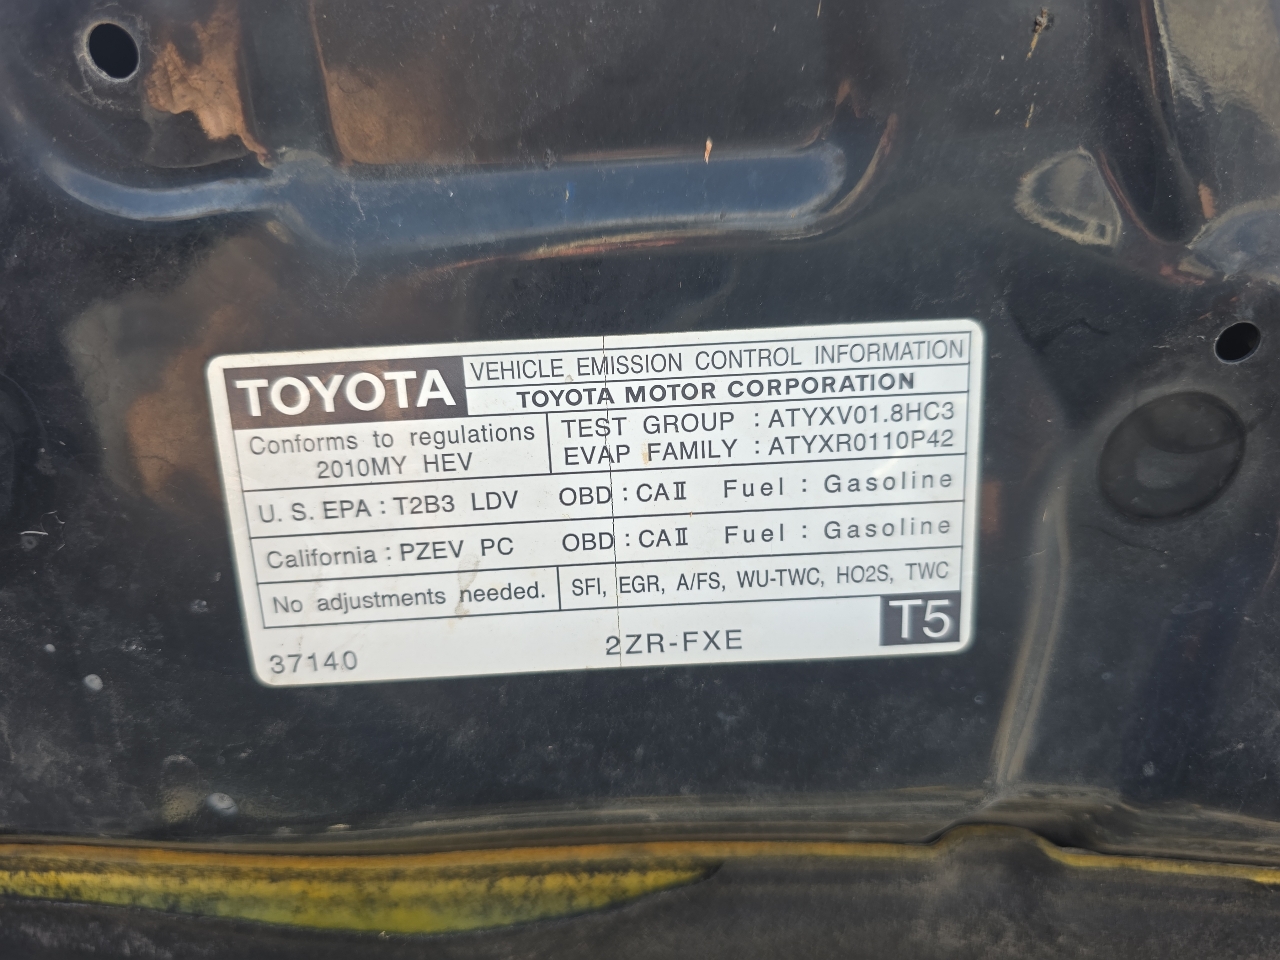 TOYOTA VEHICLE EMISSION CONTROL INFORMATION
TOYOTA MOTOR CORPORATION
Conforms to regulations
2010MY HEV
TEST GROUP : ATYXV01.8HC3
EVAP FAMILY : ATYXR0110P42
U.S.EPA : T2B3 LDV OBD : CAⅡ Fuel : Gasoline
California : PZEV PC OBD : CAⅡ Fuel : Gasoline
No adjustments needed. SFI, EGR, A/FS, WU-TWC, HO2S, TWC
37140 2ZR-FXE T5